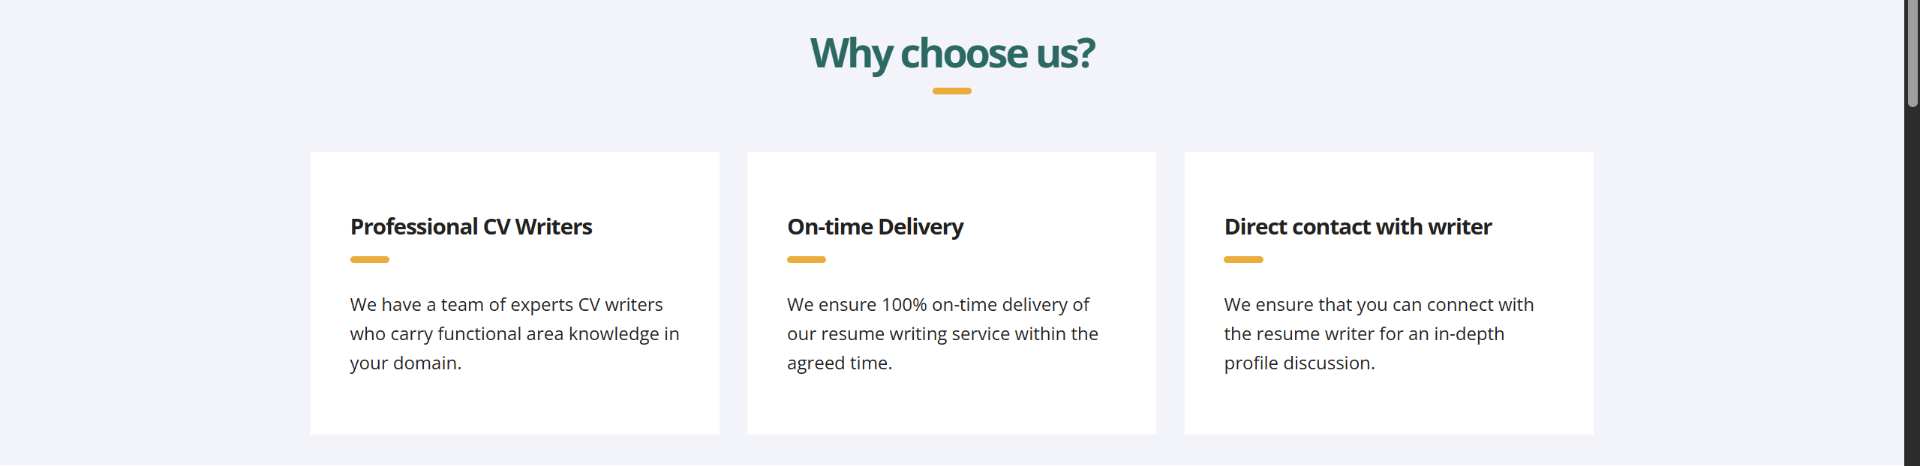 Why choose us?
Professional CV Writers
We have a team of experts CV writers
who carry functional area knowledge in
your domain.
On-time Delivery
We ensure 100% on-time delivery of
our resume writing service within the
agreed time.
Direct contact with writer
We ensure that you can connect with
the resume writer for an in-depth
profile discussion.